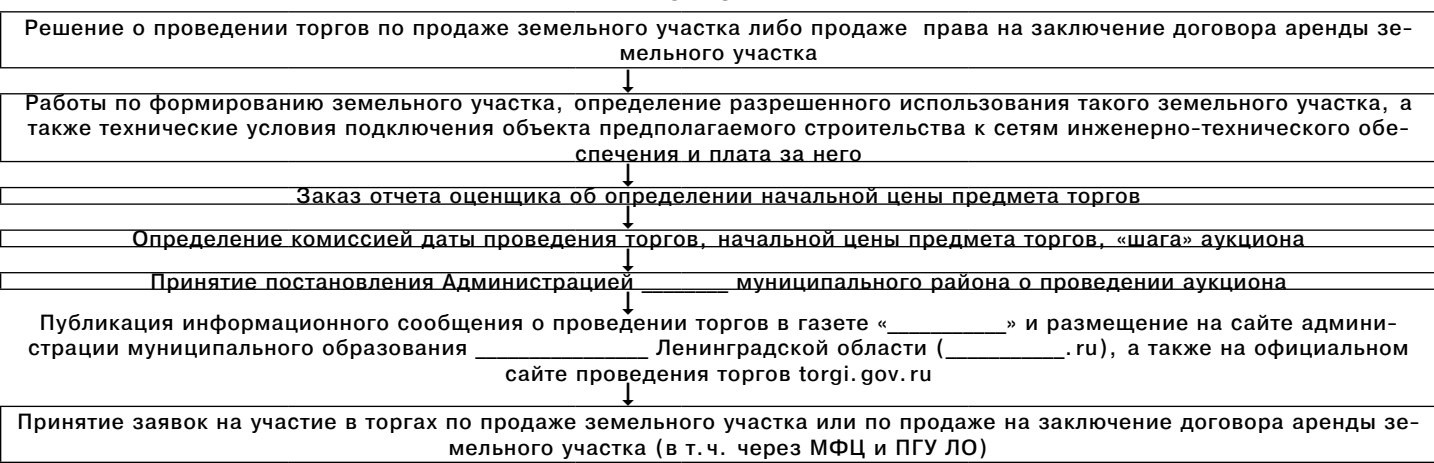 Решение о проведении торгов по продаже земельного участка либо продаже права на заключение договора аренды зе-
мельного участка
Работы по формированию земельного участка, определение разрешенного использования такого земельного участка, а
также технические условия подключения объекта предполагаемого строительства к сетям инженерно-технического обе-
спечения и плата за него
Заказ отчета оценщика об определении начальной цены предмета торгов
Определение комиссией даты проведения торгов, начальной цены предмета торгов, «шага» аукциона
Принятие постановления Администрацией ________ муниципального района о проведении аукциона
Публикация информационного сообщения о проведении торгов в газете «___________» и размещение на сайте админи-
страции муниципального образования ________________ Ленинградской области (___________.ru), а также на официальном
сайте проведения торгов torgi.gov.ru
Принятие заявок на участие в торгах по продаже земельного участка или по продаже на заключение договора аренды зе-
мельного участка (в т.ч. через МФЦ и ПГУ ЛО)